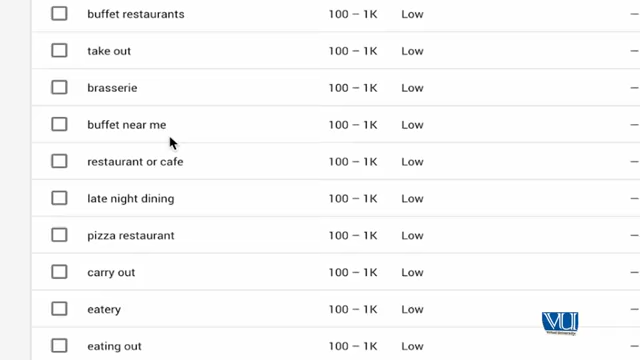 buffet restaurants 100 – 1K Low –
take out 100 – 1K Low –
brasserie 100 – 1K Low –
buffet near me 100 – 1K Low –
restaurant or cafe 100 – 1K Low –
late night dining 100 – 1K Low –
pizza restaurant 100 – 1K Low –
carry out 100 – 1K Low –
eatery 100 – 1K Low –
VU
Virtual University
eating out 100 – 1K Low –